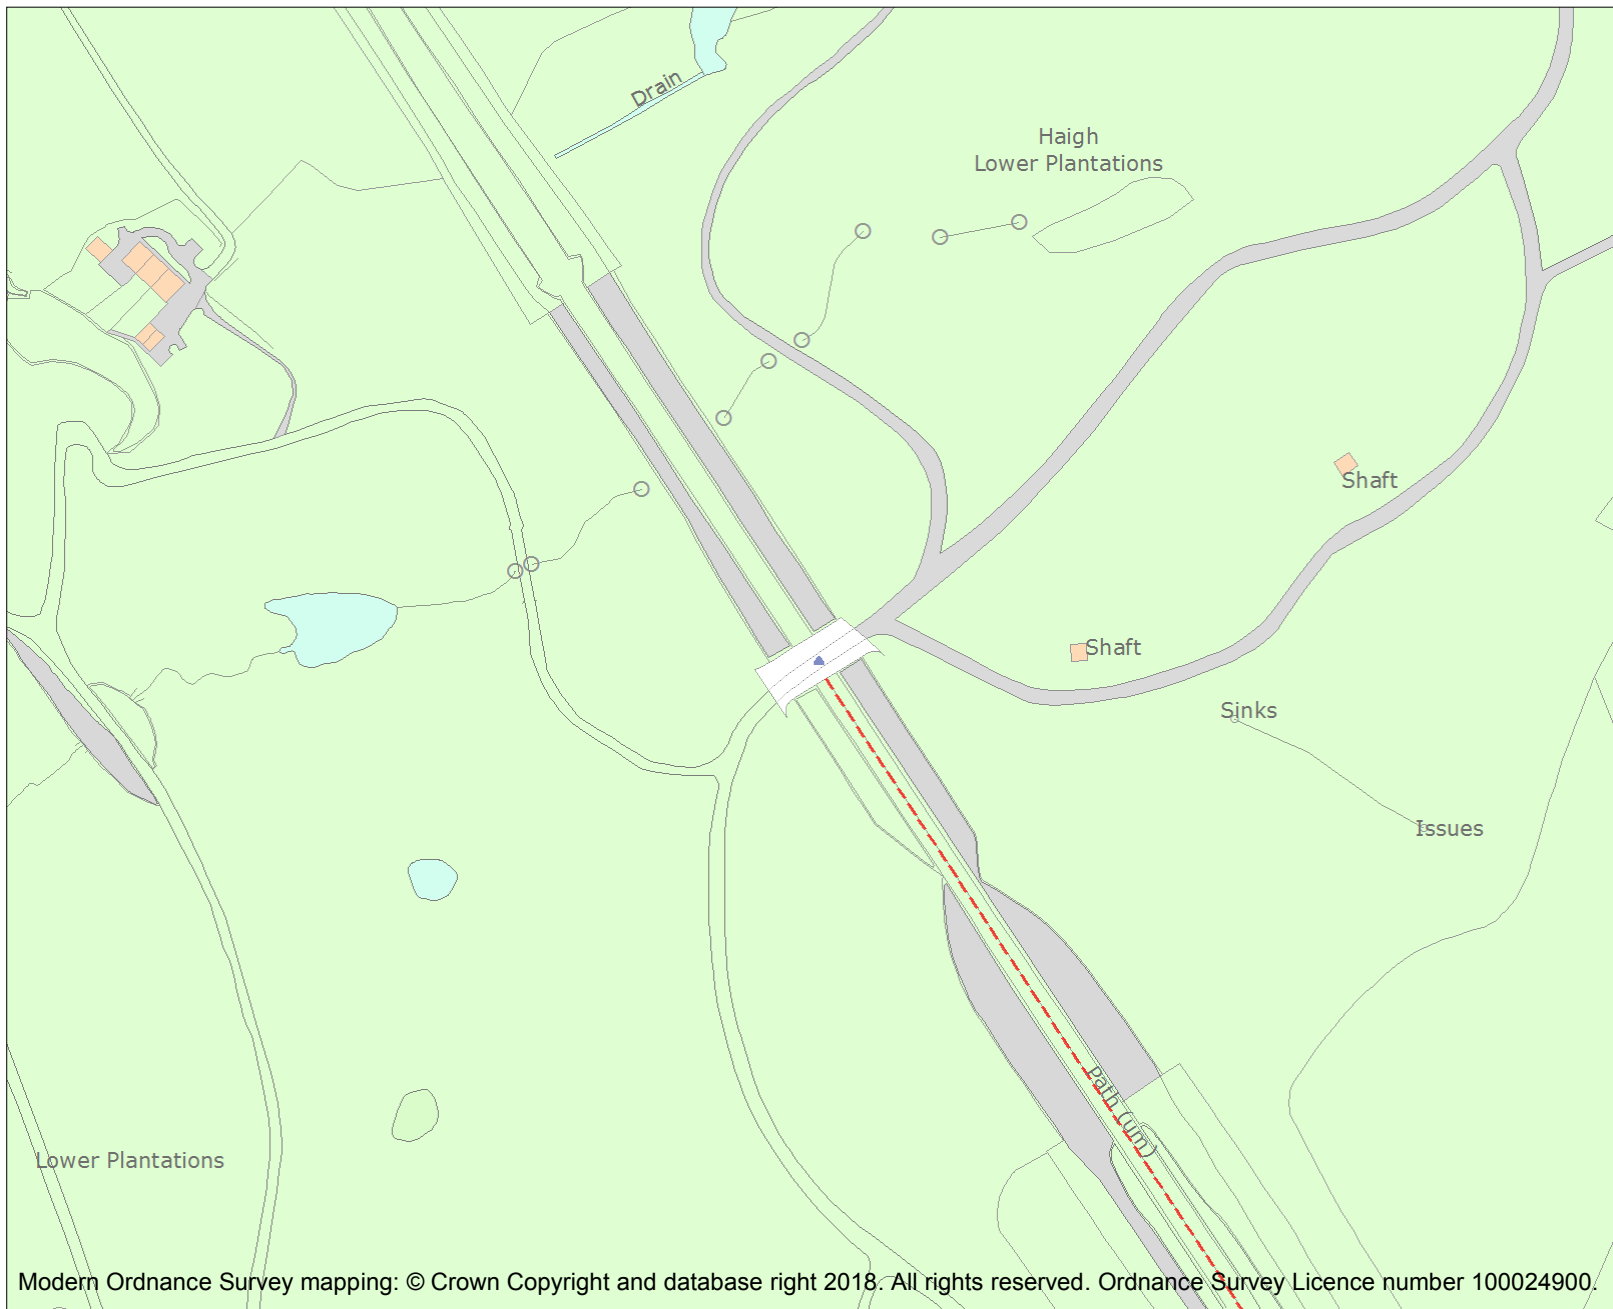 Drain
Haigh
Lower Plantations
Shaft
Shaft
Sinks
Issues
Path (um)
Lower Plantations
Modern Ordnance Survey mapping: © Crown Copyright and database right 2018. All rights reserved. Ordnance Survey Licence number 100024900.